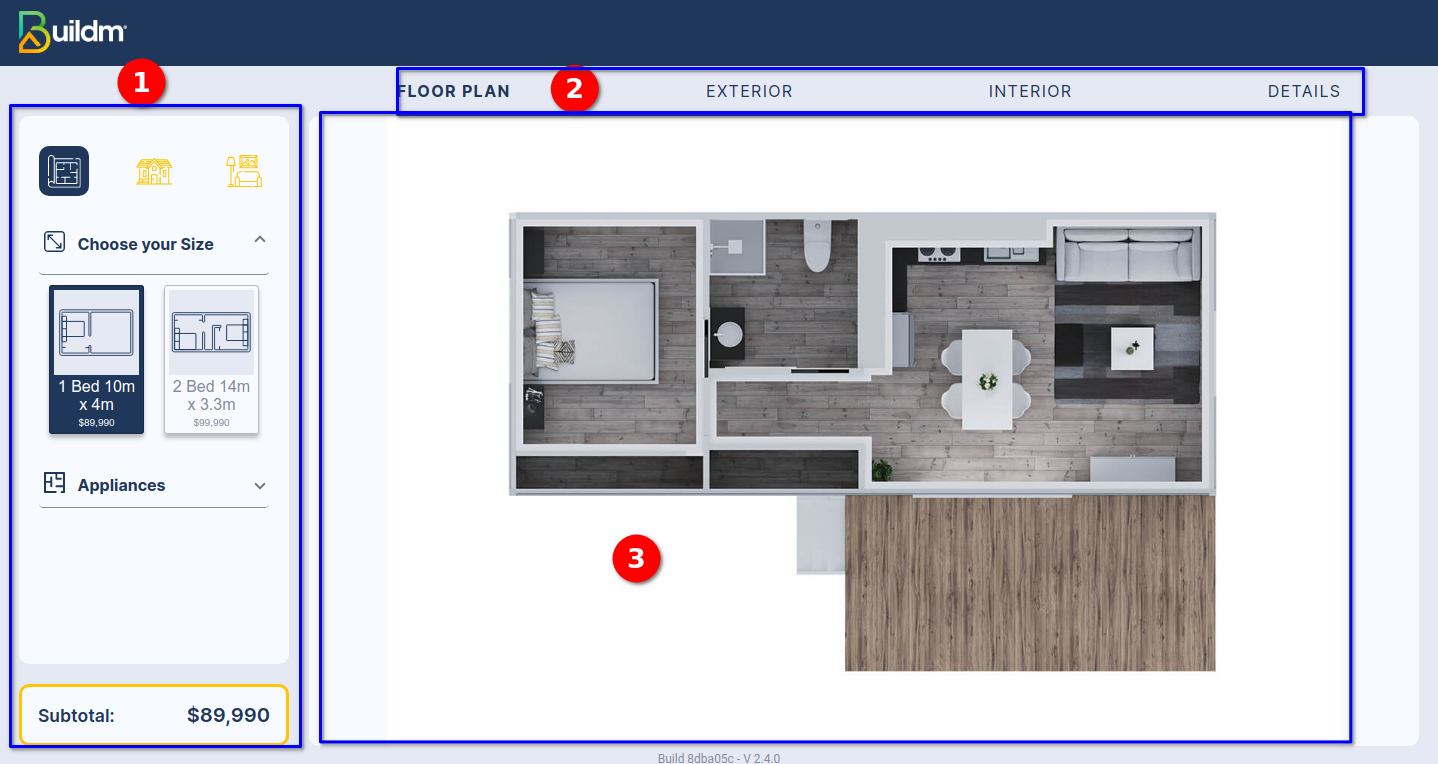 Buildm
1
FLOOR PLAN
2
EXTERIOR
INTERIOR
DETAILS
Choose your Size
1 Bed 10m
x 4m
$89,990
2 Bed 14m
x 3.3m
$99,990
Appliances
3
Subtotal:
$89,990
Build 8dba05c - V 2.4.0